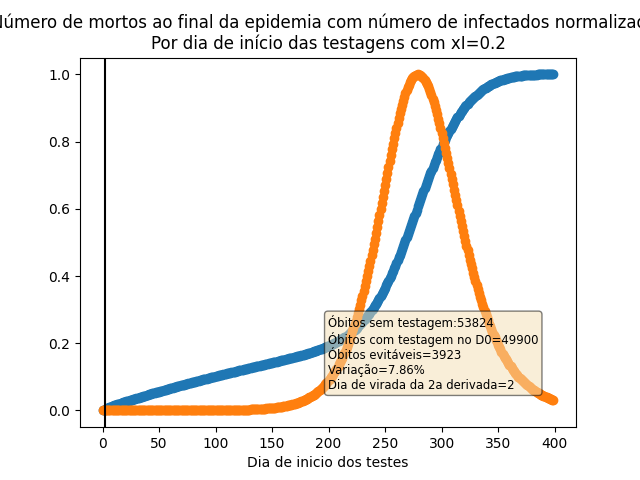 Número de mortos ao final da epidemia com número de infectados normalizad
Por dia de início das testagens com xI=0.2
1.0
0.8
0.6
0.4
0.2
0.0
Óbitos sem testagem:53824
Óbitos com testagem no D0=49900
Óbitos evitáveis=3923
Variação=7.86%
Dia de virada da 2a derivada=2
0 50 100 150 200 250 300 350 400
Dia de inicio dos testes